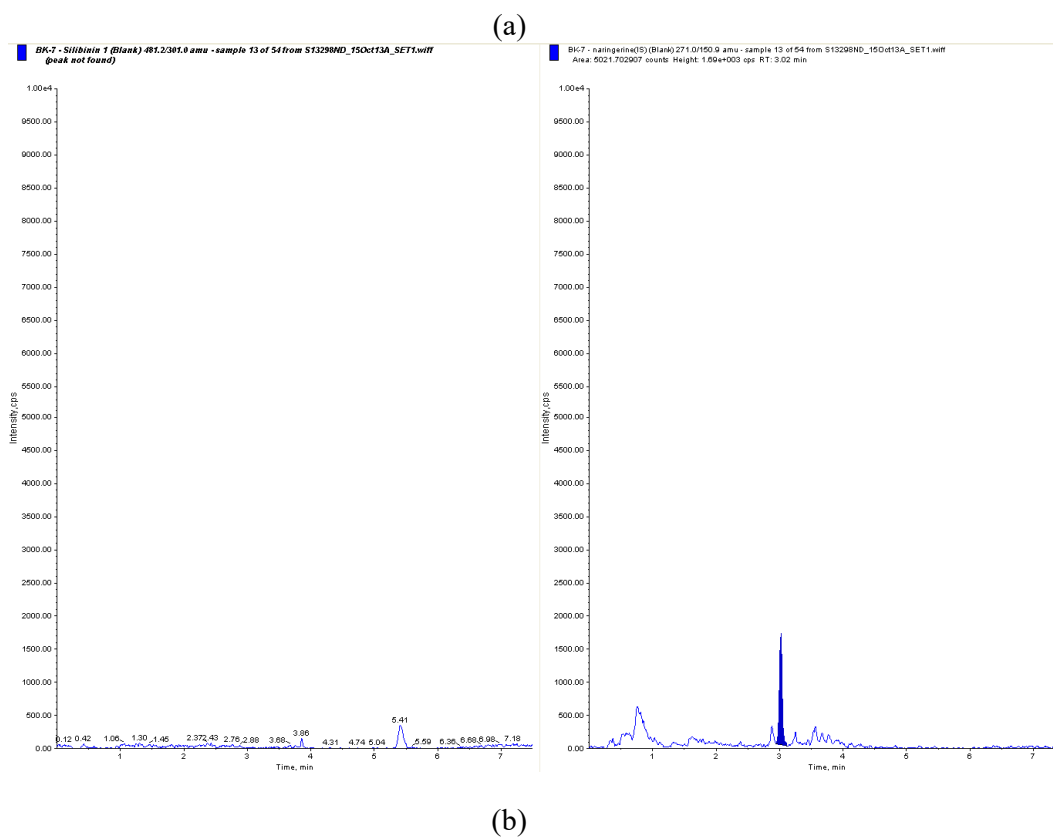 (a)
BK-7 - Silibinin 1 (Blank) 481.2/301.0 amu - sample 13 of 54 from S13298ND_15Oct13A_SET1.wiff
(peak not found)
1.00e4
9500.00
9000.00
8500.00
8000.00
7500.00
7000.00
6500.00
6000.00
5500.00
5000.00
4500.00
4000.00
3500.00
3000.00
2500.00
2000.00
1500.00
1000.00
500.00
0.00
Intensity,cps
0.12 0.42 1.06 1.30 1.45 2.37 2.43 2.76 2.88 3.68 3.86 4.31 4.74 5.04 5.41 5.59 6.36 6.68 6.98 7.18
1 2 3 4 5 6 7
Time, min
BK-7 - naringerine(IS) (Blank) 271.0/150.9 amu - sample 13 of 54 from S13298ND_15Oct13A_SET1.wiff
Area: 5021.702907 counts Height: 1.69e+003 cps RT: 3.02 min
1.00e4
9500.00
9000.00
8500.00
8000.00
7500.00
7000.00
6500.00
6000.00
5500.00
5000.00
4500.00
4000.00
3500.00
3000.00
2500.00
2000.00
1500.00
1000.00
500.00
0.00
Intensity,cps
1 2 3 4 5 6 7
Time, min
(b)